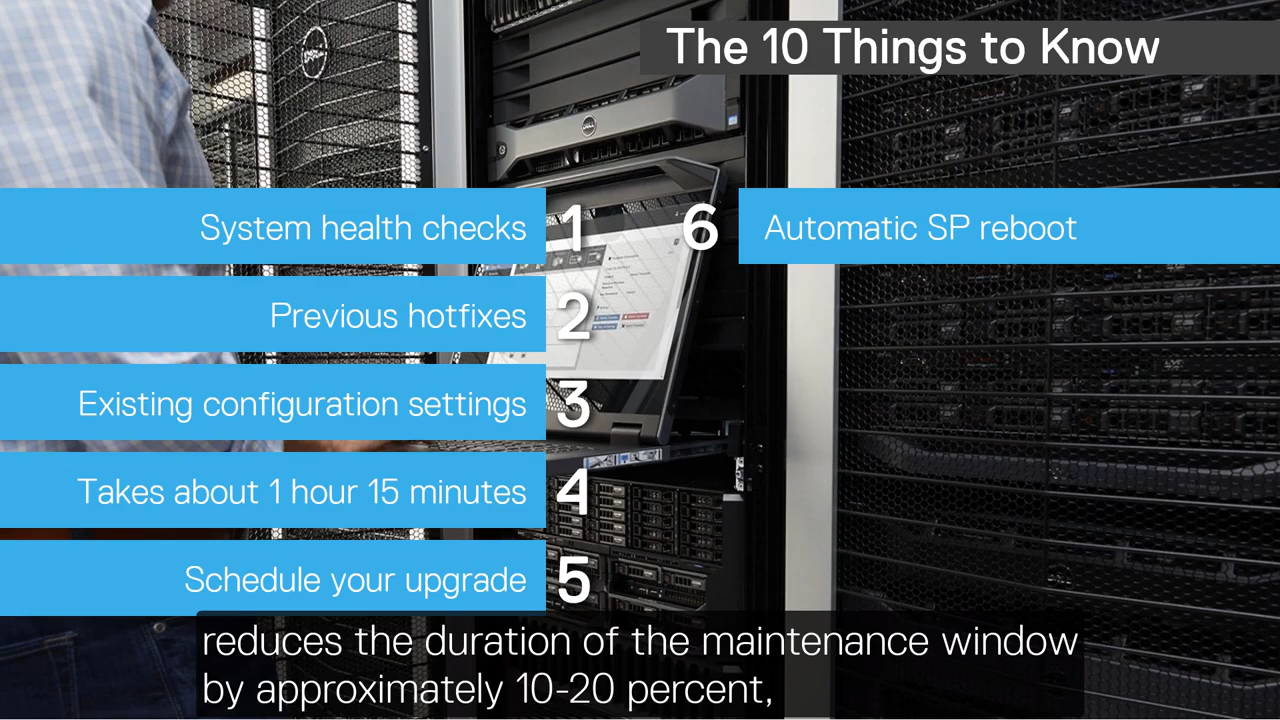 The 10 Things to Know
System health checks 1
Previous hotfixes 2
Existing configuration settings 3
Takes about 1 hour 15 minutes 4
Schedule your upgrade 5
6 Automatic SP reboot
reduces the duration of the maintenance window
by approximately 10-20 percent,